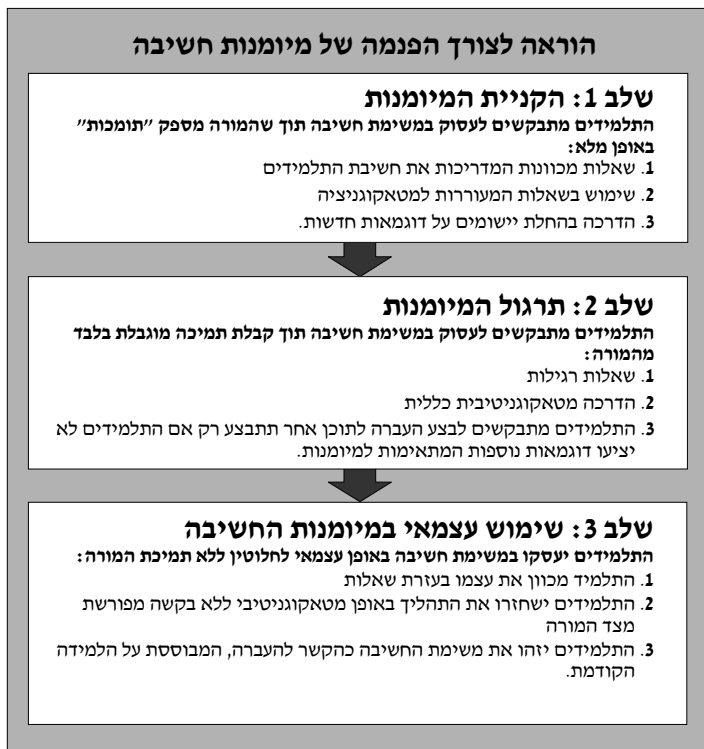 הוראה לצורך הפנמה של מיומנות חשיבה
שלב 1: הקניית המיומנות
התלמידים מתבקשים לעסוק במשימת חשיבה תוך שהמורה מספק "תומכות"
באופן מלא:
1. שאלות מכוונות המדריכות את חשיבת התלמידים
2. שימוש בשאלות המעוררות למטאקוגניציה
3. הדרכה בהחלת יישומים על דוגמאות חדשות.
שלב 2: תרגול המיומנות
התלמידים מתבקשים לעסוק במשימת חשיבה תוך קבלת תמיכה מוגבלת בלבד
מהמורה:
1. שאלות רגילות
2. הדרכה מטאקוגניטיבית כללית
3. התלמידים מתבקשים לבצע העברה לתוכן אחר תתבצע רק אם התלמידים לא
יציעו דוגמאות נוספות המתאימות למיומנות.
שלב 3: שימוש עצמאי במיומנות החשיבה
התלמידים יעסקו במשימת חשיבה באופן עצמאי לחלוטין ללא תמיכת המורה:
1. התלמיד מכוון את עצמו בעזרת שאלות
2. התלמידים ישחזרו את התהליך באופן מטאקוגניטיבי ללא בקשה מפורשת
מצד המורה
3. התלמידים יזהו את משימת החשיבה כהקשר להעברה, המבוססת על הלמידה
הקודמת.